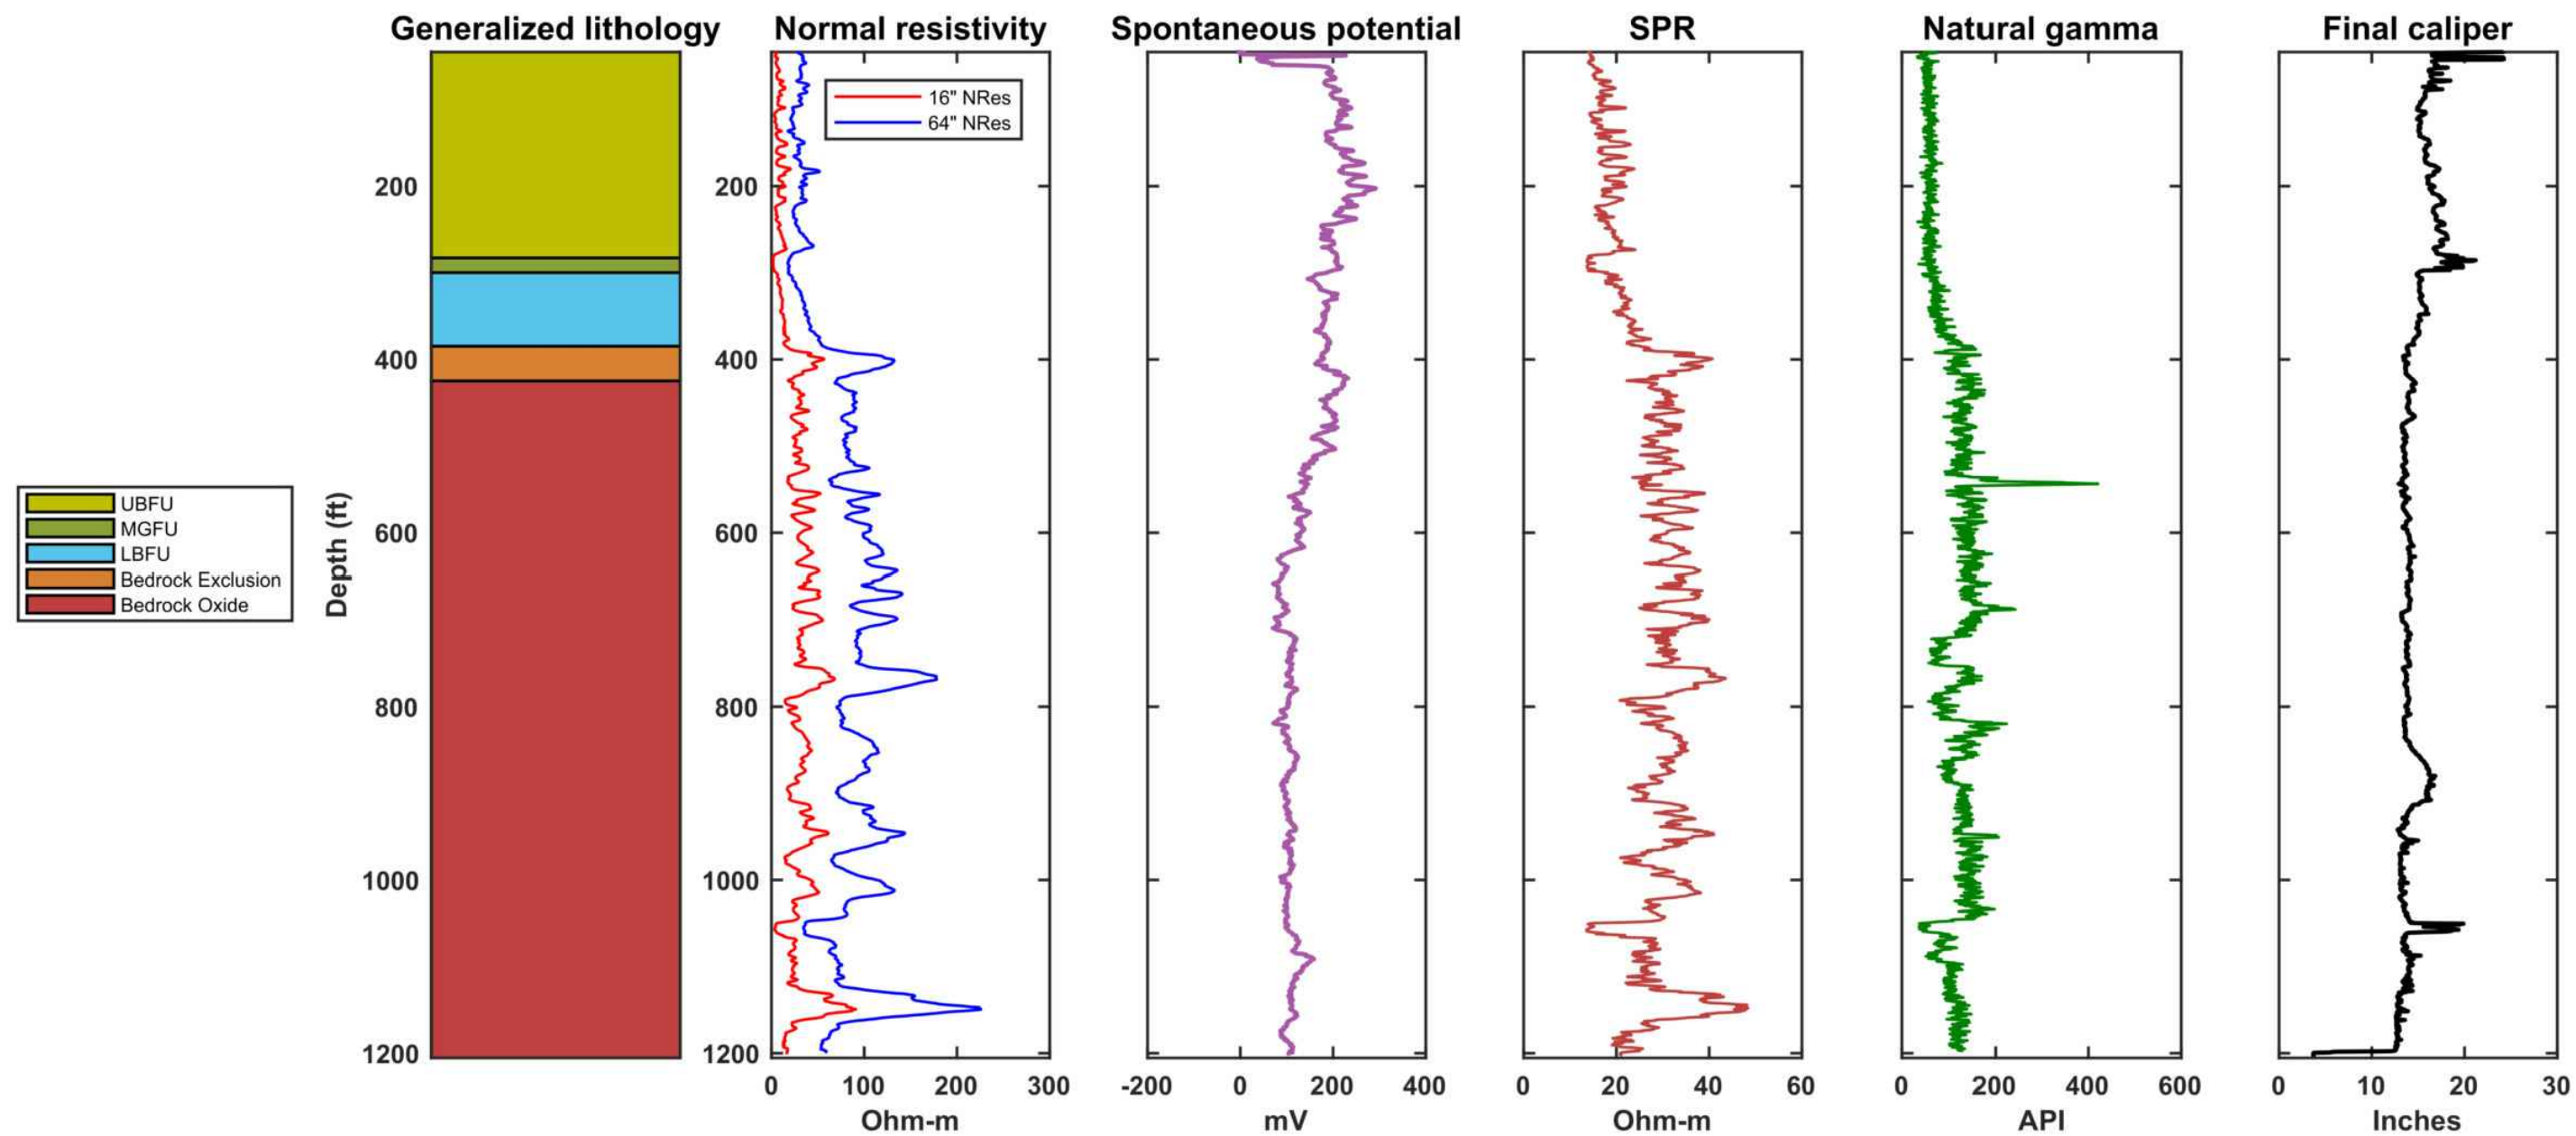 Generalized lithology Normal resistivity Spontaneous potential SPR Natural gamma Final caliper
16" NRes
64" NRes
200 200
400 400
UBFU
MGFU
LBFU
Bedrock Exclusion
Bedrock Oxide
Depth (ft)
600
800 800
1000 1000
1200 1200
0 100 200 300 -200 0 200 400 0 20 40 60 0 200 400 600 0 10 20 30
Ohm-m mV Ohm-m API Inches